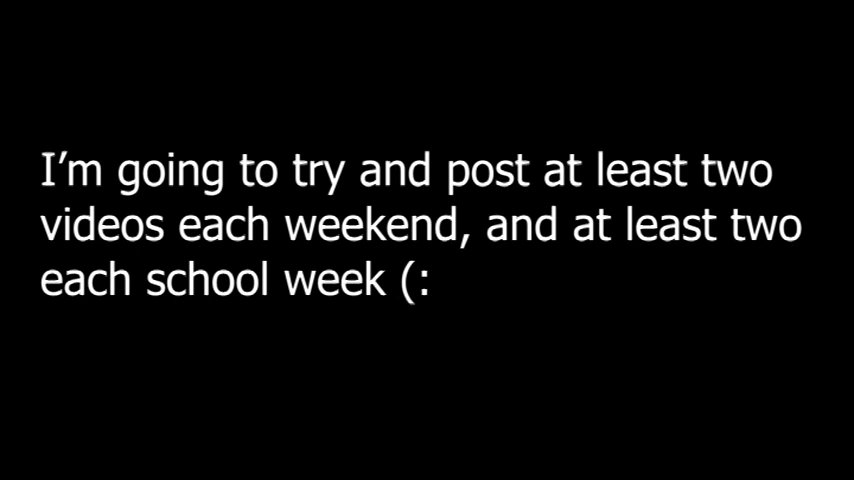 I’m going to try and post at least two
videos each weekend, and at least two
each school week (: